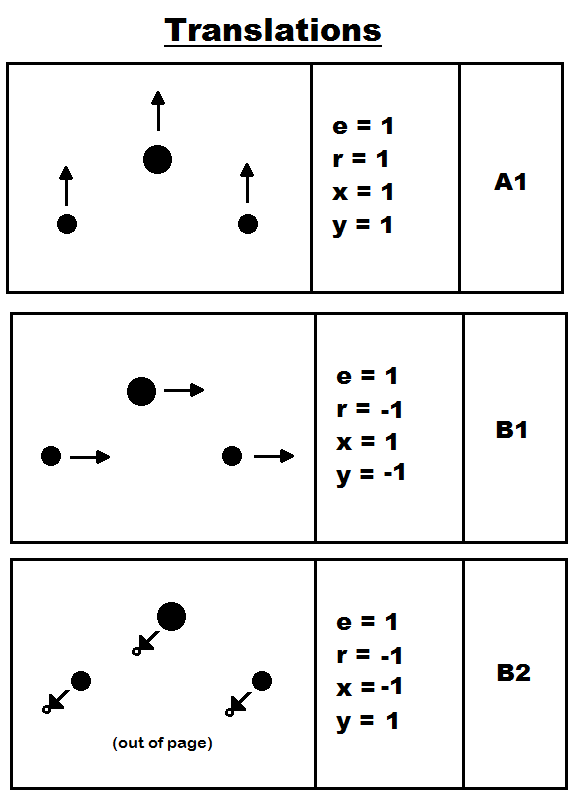 Translations
e = 1
r = 1
x = 1
y = 1
A1
e = 1
r = -1
x = 1
y = -1
B1
e = 1
r = -1
x = -1
y = 1
B2
(out of page)